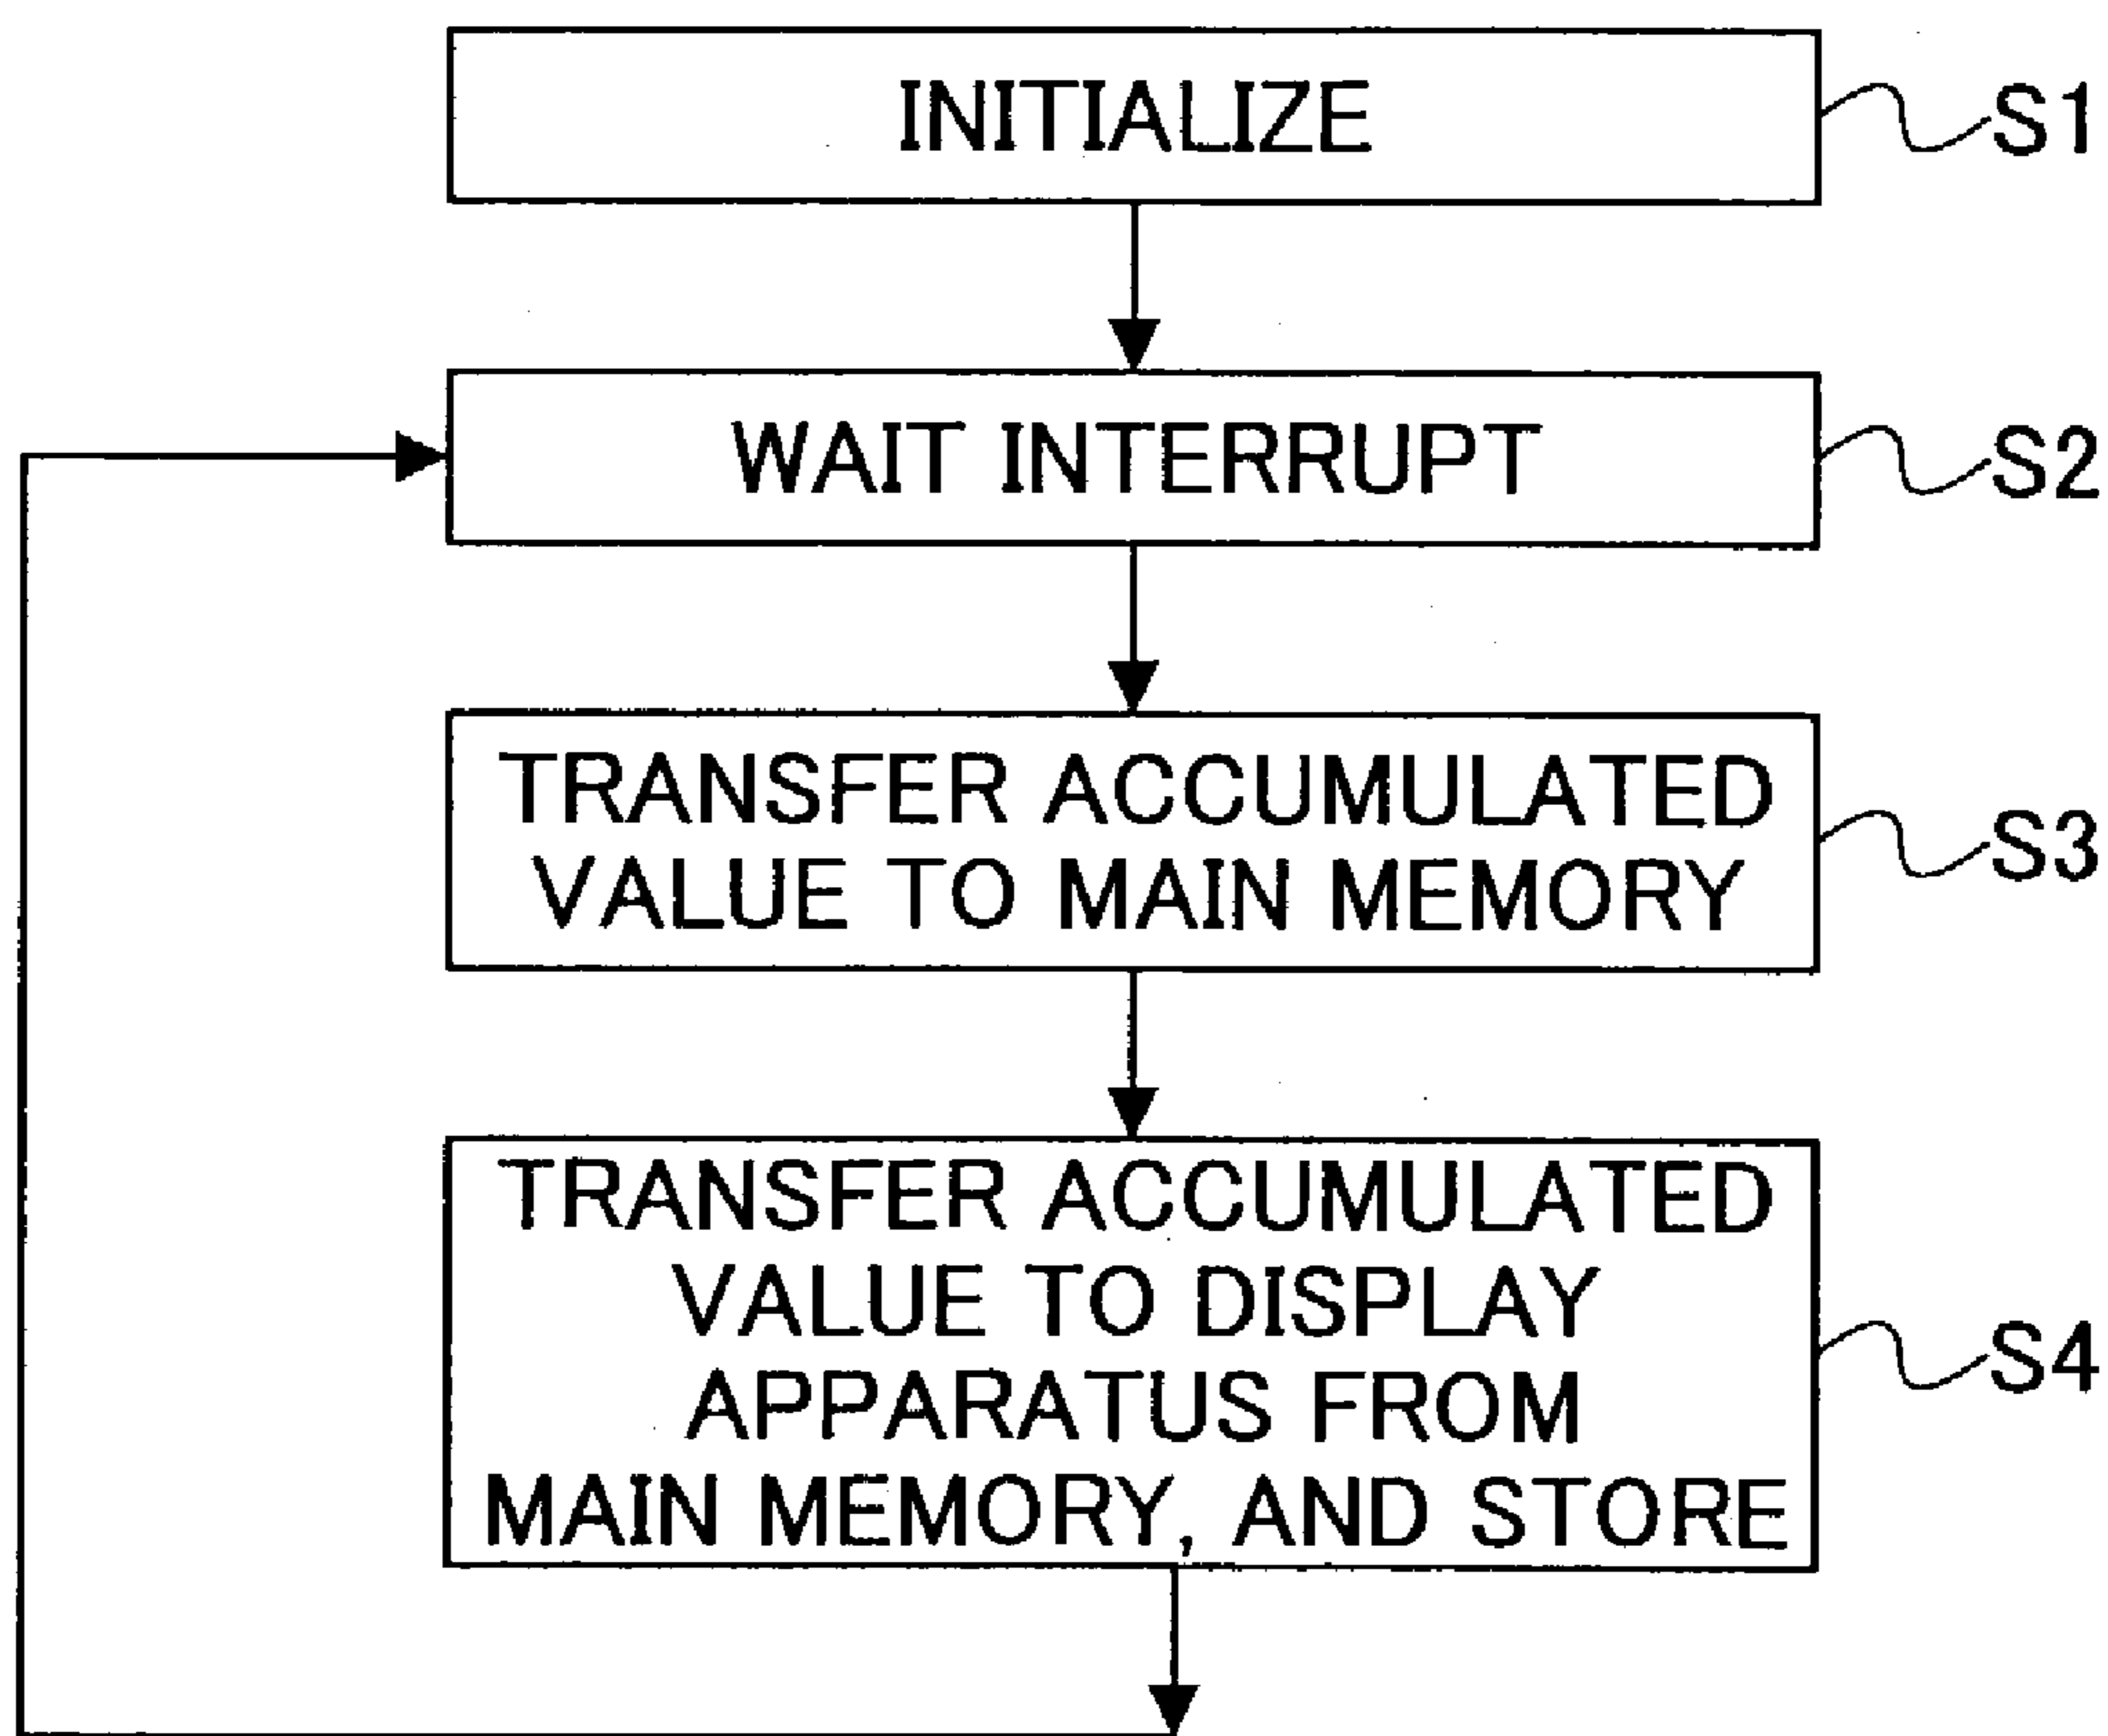 INITIALIZE
S1
WAIT INTERRUPT
S2
TRANSFER ACCUMULATED
VALUE TO MAIN MEMORY
S3
TRANSFER ACCUMULATED
VALUE TO DISPLAY
APPARATUS FROM
MAIN MEMORY, AND STORE
S4